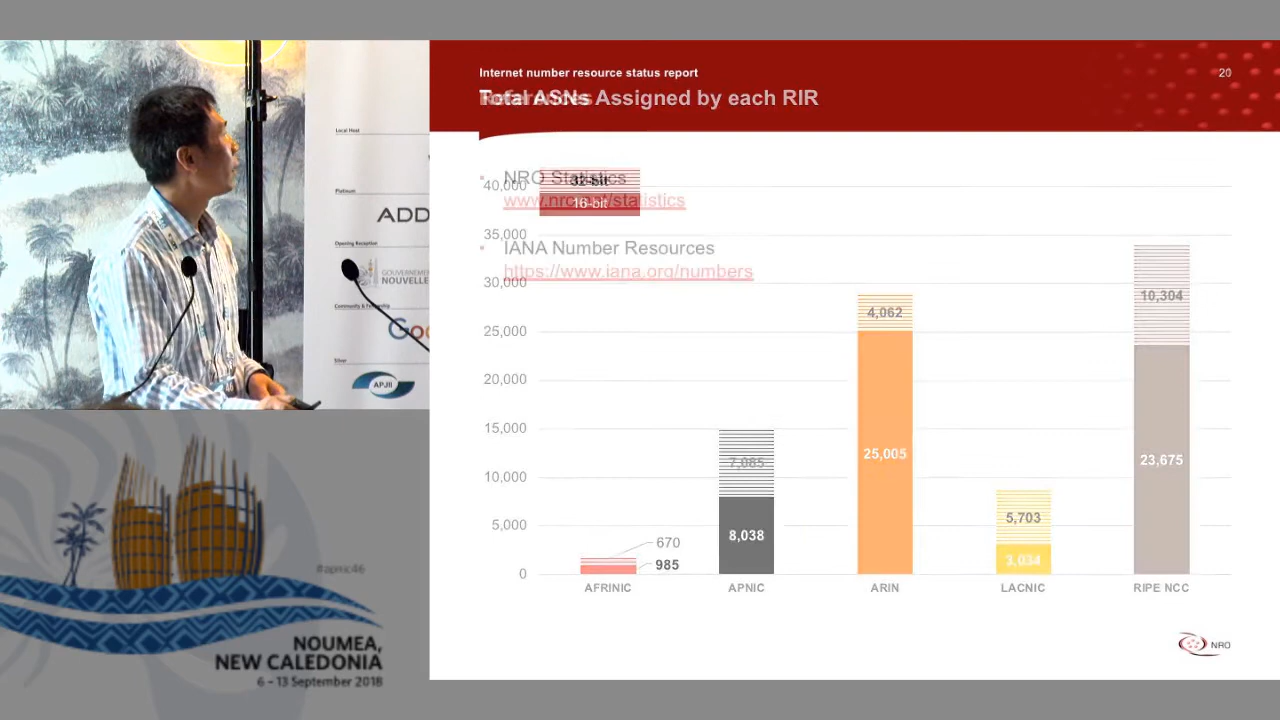 Local Host
Platinum
ADD
Opening Reception
GOUVERNEME
NOUVELLE
Community & Fellowship
Goo
Silver
APJII
#apnic46
NOUMEA,
NEW CALEDONIA
6 – 13 September 2018
Internet number resource status report
20
Total ASNs Assigned by each RIR
NRO Statistics
www.nro.net/statistics
IANA Number Resources
https://www.iana.org/numbers
32-bit
16-bit
40,000
35,000
30,000
25,000
20,000
15,000
10,000
5,000
0
670
985
7,085
8,038
4,062
25,005
5,703
3,034
10,304
23,675
AFRINIC
APNIC
ARIN
LACNIC
RIPE NCC
NRO